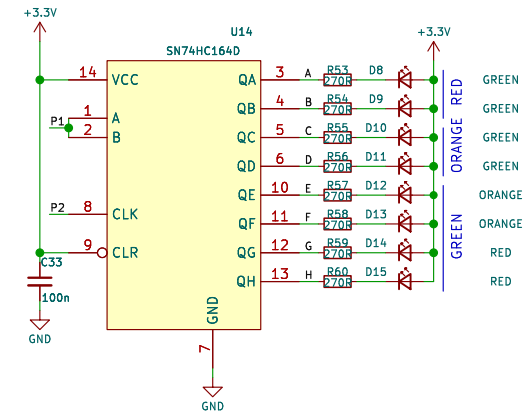 +3.3V
U14
SN74HC164D
+3.3V
14 VCC QA 3 A R53 270R D8 GREEN
P1 1 A QB 4 B R54 270R D9 GREEN
2 B QC 5 C R55 270R D10 GREEN
QD 6 D R56 270R D11 GREEN
QE 10 E R57 270R D12 ORANGE
P2 8 CLK QF 11 F R58 270R D13 ORANGE
9 CLR QG 12 G R59 270R D14 RED
QH 13 H R60 270R D15 RED
RED
ORANGE
GREEN
C33
100n
GND
GND
7
GND